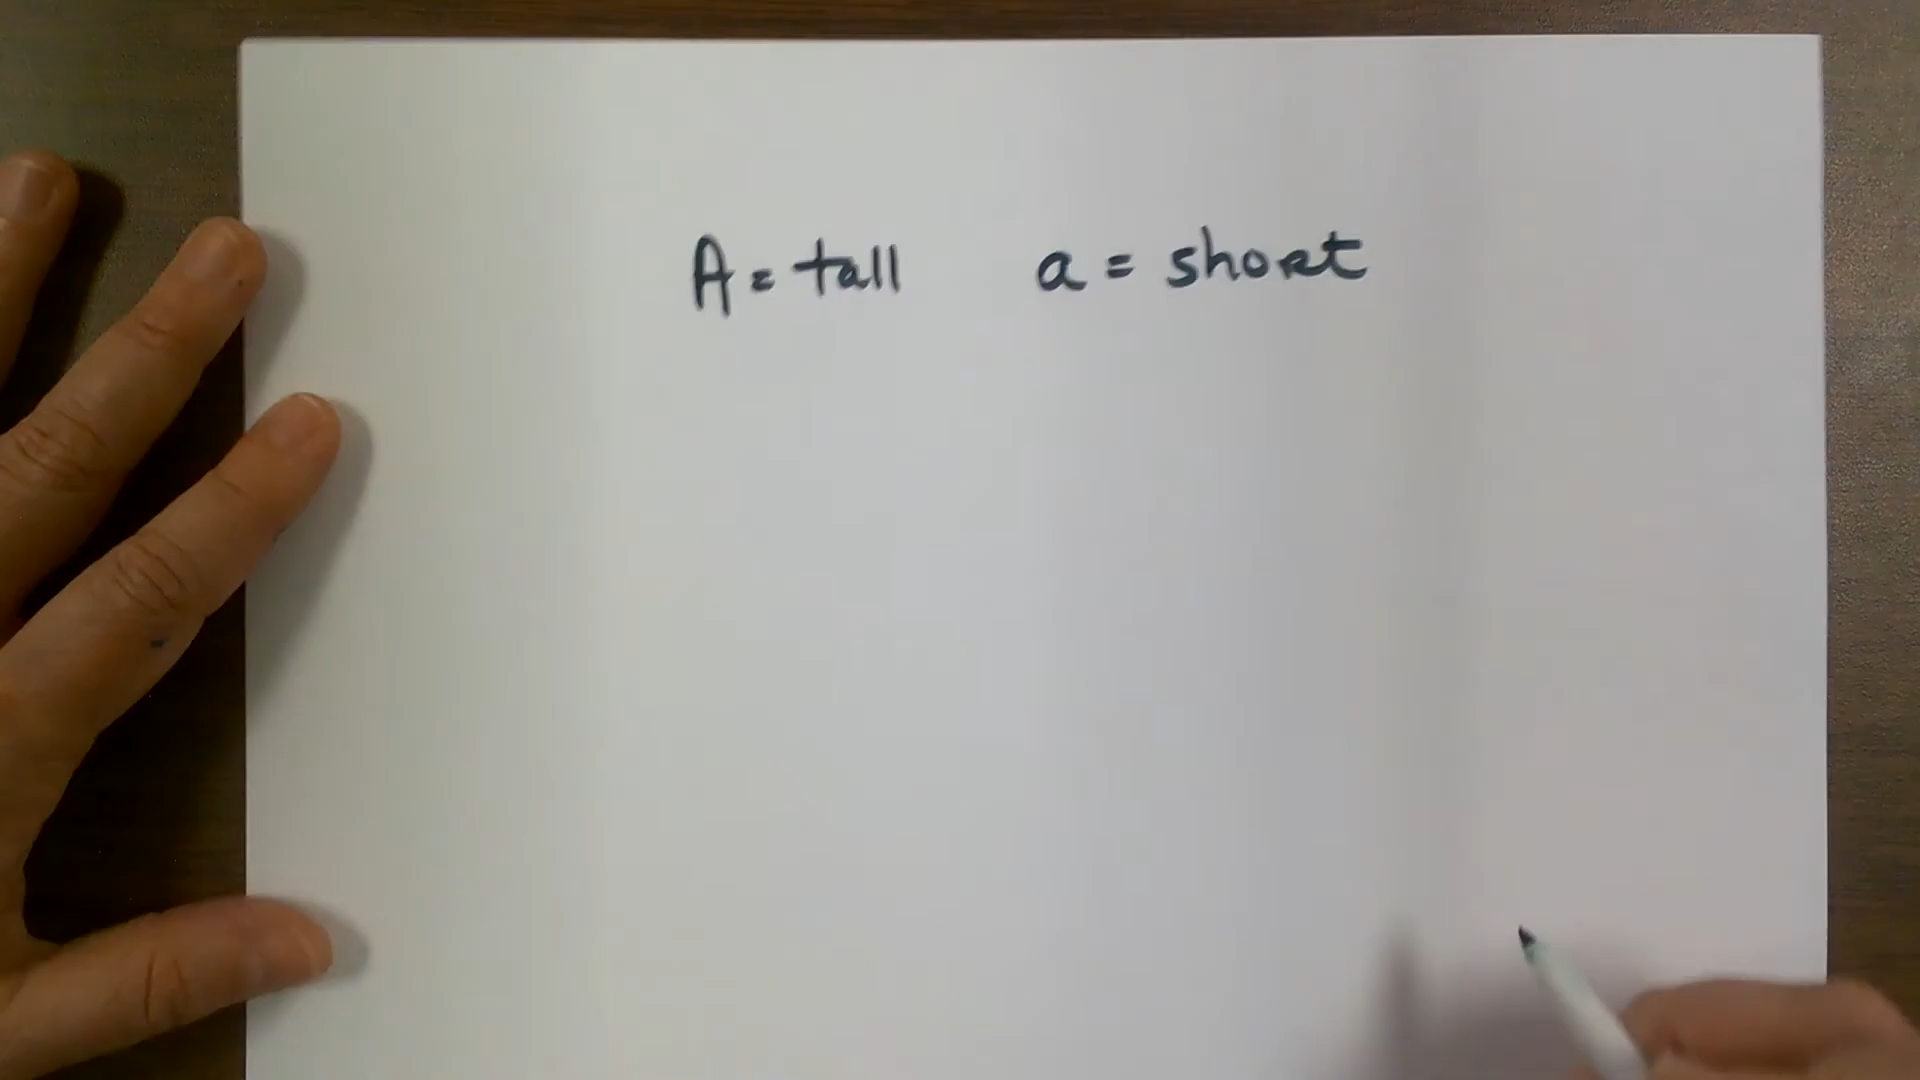 A = tall a = short